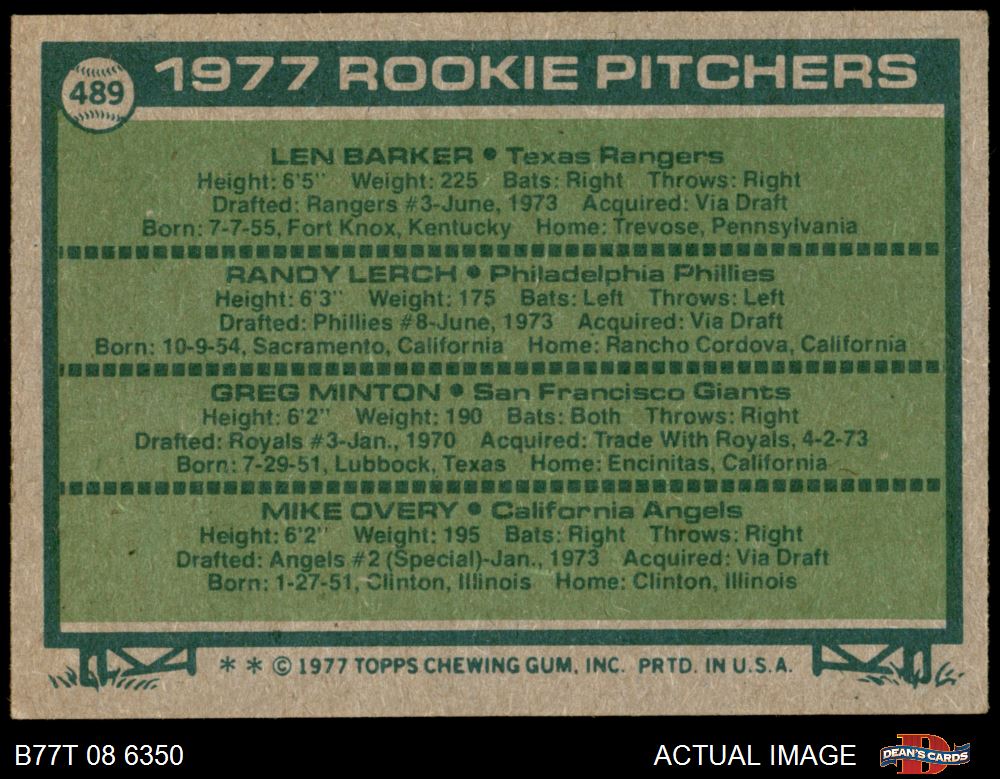 489
1977 ROOKIE PITCHERS
LEN BARKER • Texas Rangers
Height: 6'5" Weight: 225 Bats: Right Throws: Right
Drafted: Rangers #3-June, 1973 Acquired: Via Draft
Born: 7-7-55, Fort Knox, Kentucky Home: Trevose, Pennsylvania
RANDY LERCH • Philadelphia Phillies
Height: 6'3" Weight: 175 Bats: Left Throws: Left
Drafted: Phillies #8-June, 1973 Acquired: Via Draft
Born: 10-9-54, Sacramento, California Home: Rancho Cordova, California
GREG MINTON • San Francisco Giants
Height: 6'2" Weight: 190 Bats: Both Throws: Right
Drafted: Royals #3-Jan., 1970 Acquired: Trade With Royals, 4-2-73
Born: 7-29-51, Lubbock, Texas Home: Encinitas, California
MIKE OVERY • California Angels
Height: 6'2" Weight: 195 Bats: Right Throws: Right
Drafted: Angels #2 (Special)-Jan., 1973 Acquired: Via Draft
Born: 1-27-51, Clinton, Illinois Home: Clinton, Illinois
* * © 1977 TOPPS CHEWING GUM, INC. PRTD. IN U.S.A.
B77T 08 6350 ACTUAL IMAGE DEAN'S CARDS